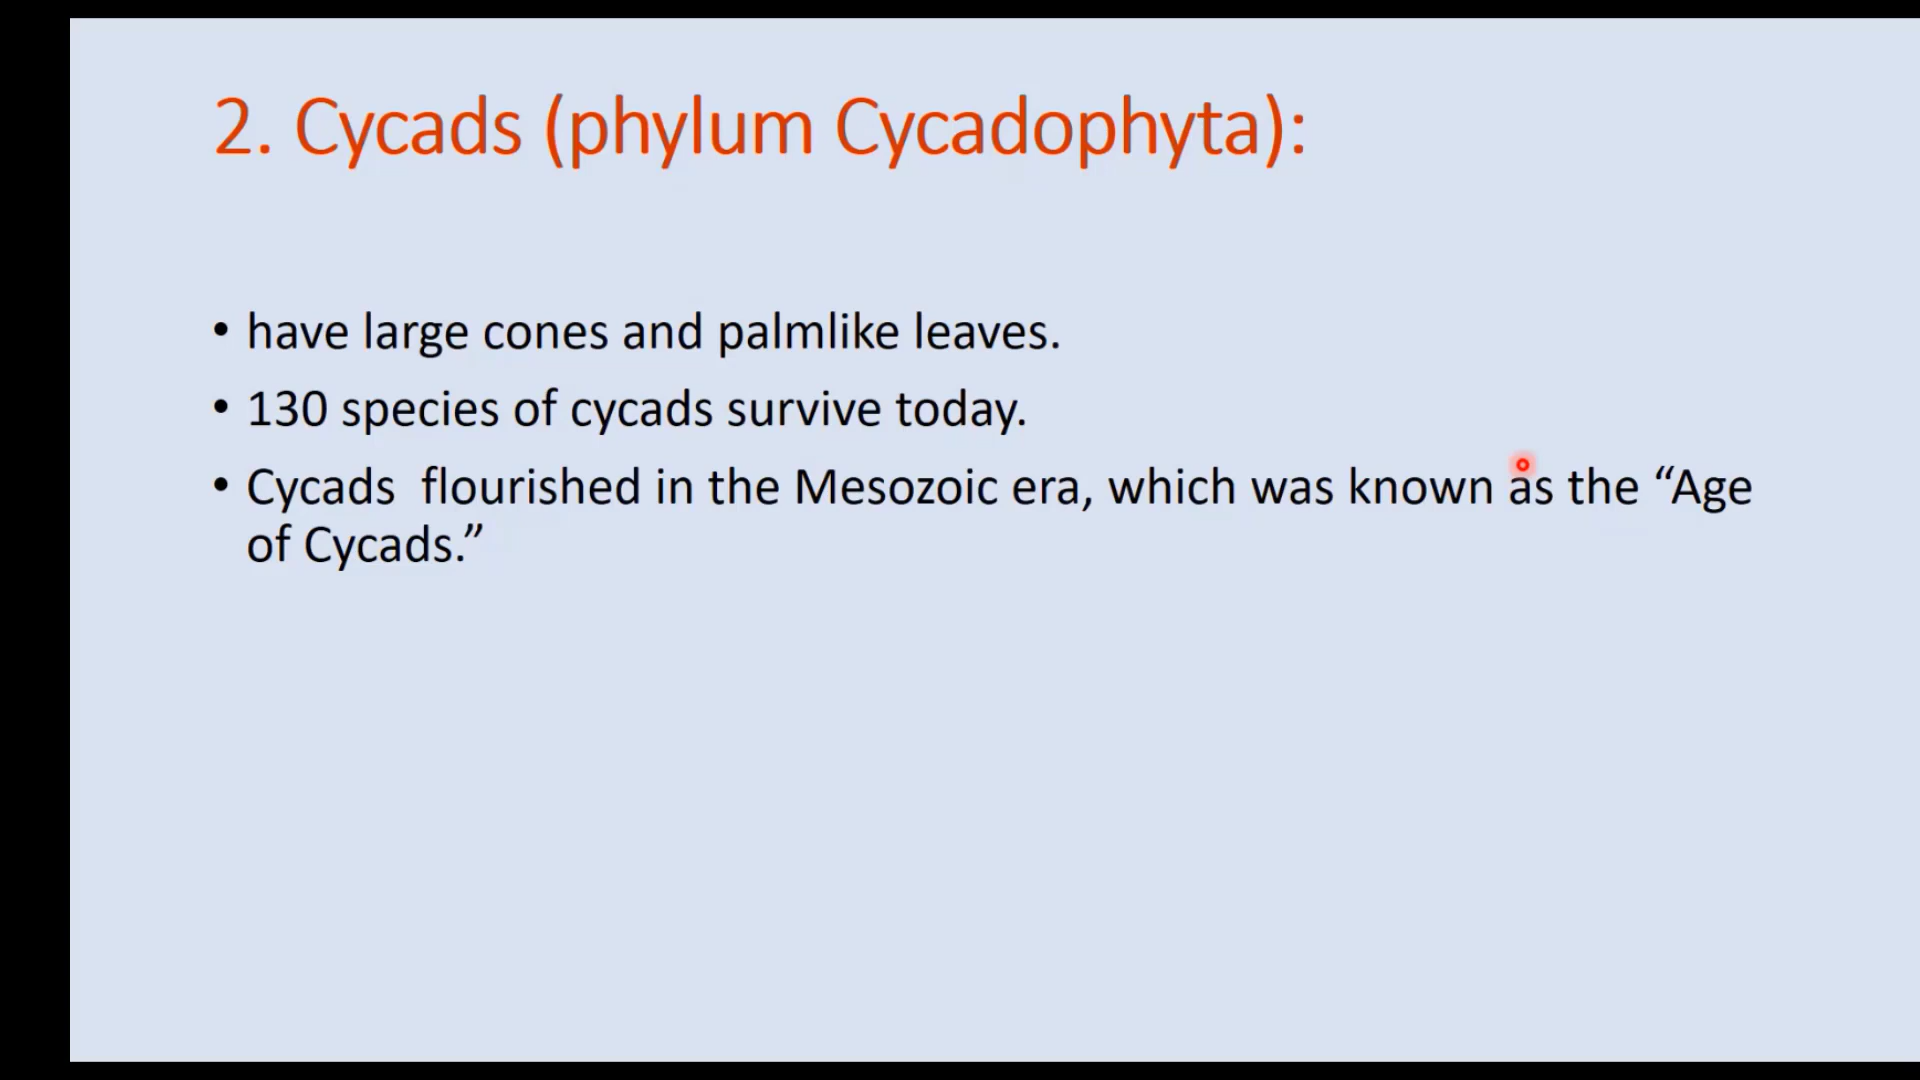 2. Cycads (phylum Cycadophyta):
• have large cones and palmlike leaves.
• 130 species of cycads survive today.
• Cycads  flourished in the Mesozoic era, which was known as the “Age
of Cycads.”